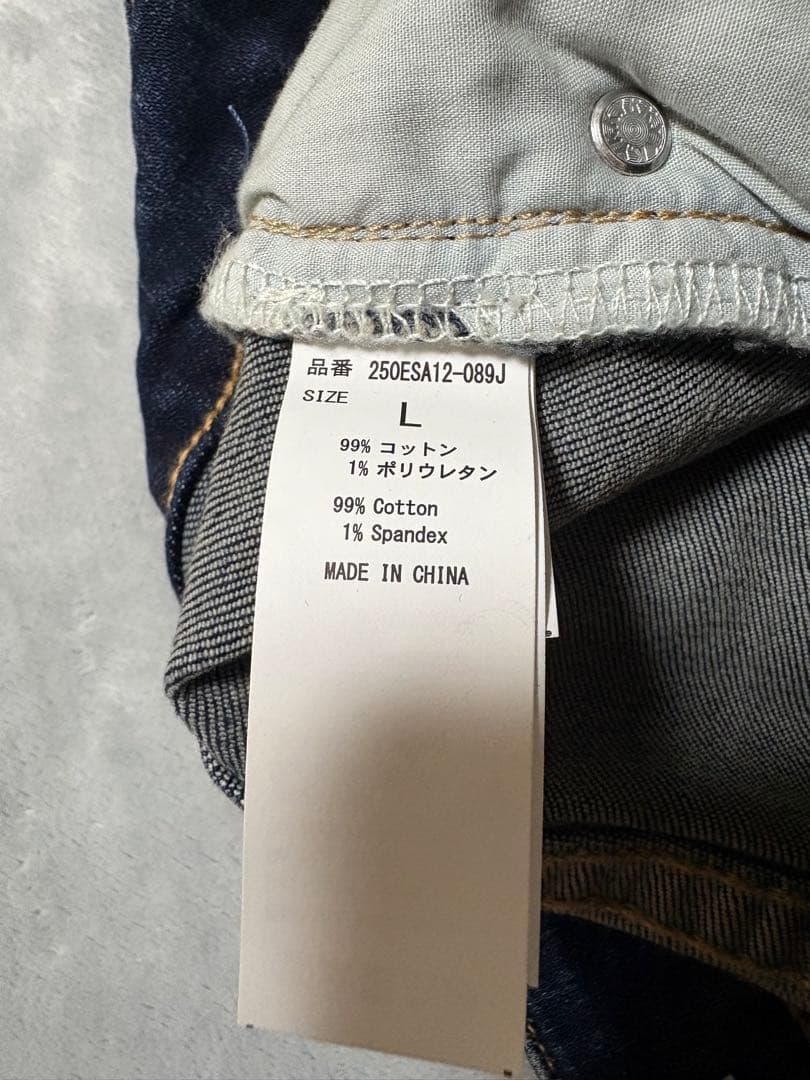 品番 250ESA12-089J
SIZE
L
99% コットン
1% ポリウレタン
99% Cotton
1% Spandex
MADE IN CHINA